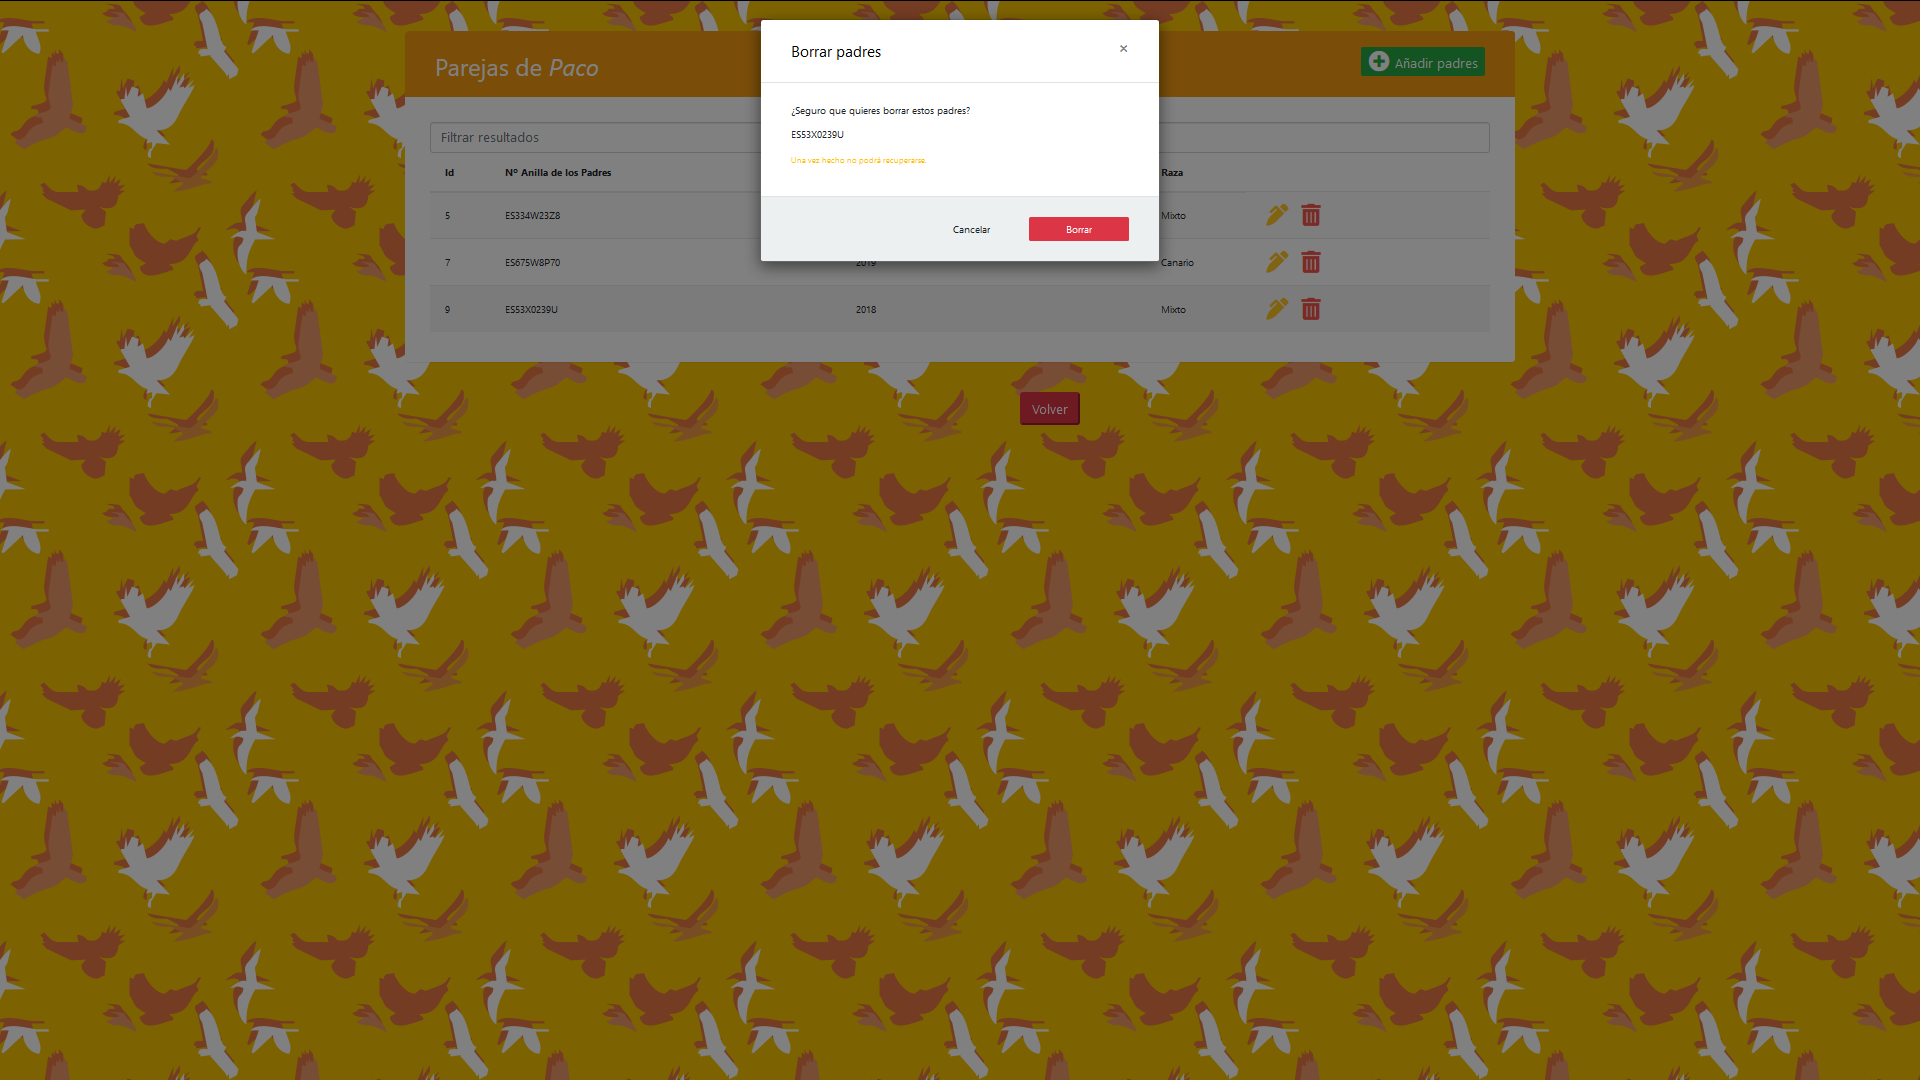 Borrar padres
×
¿Seguro que quieres borrar estos padres?
ES53X0239U
Una vez hecho no podrá recuperarse.
Cancelar
Borrar
Parejas de Paco
Añadir padres
Filtrar resultados
Id Nº Anilla de los Padres Raza
5 ES334W23Z8 Mixto
7 ES675W8P70 2019 Canario
9 ES53X0239U 2018 Mixto
Volver